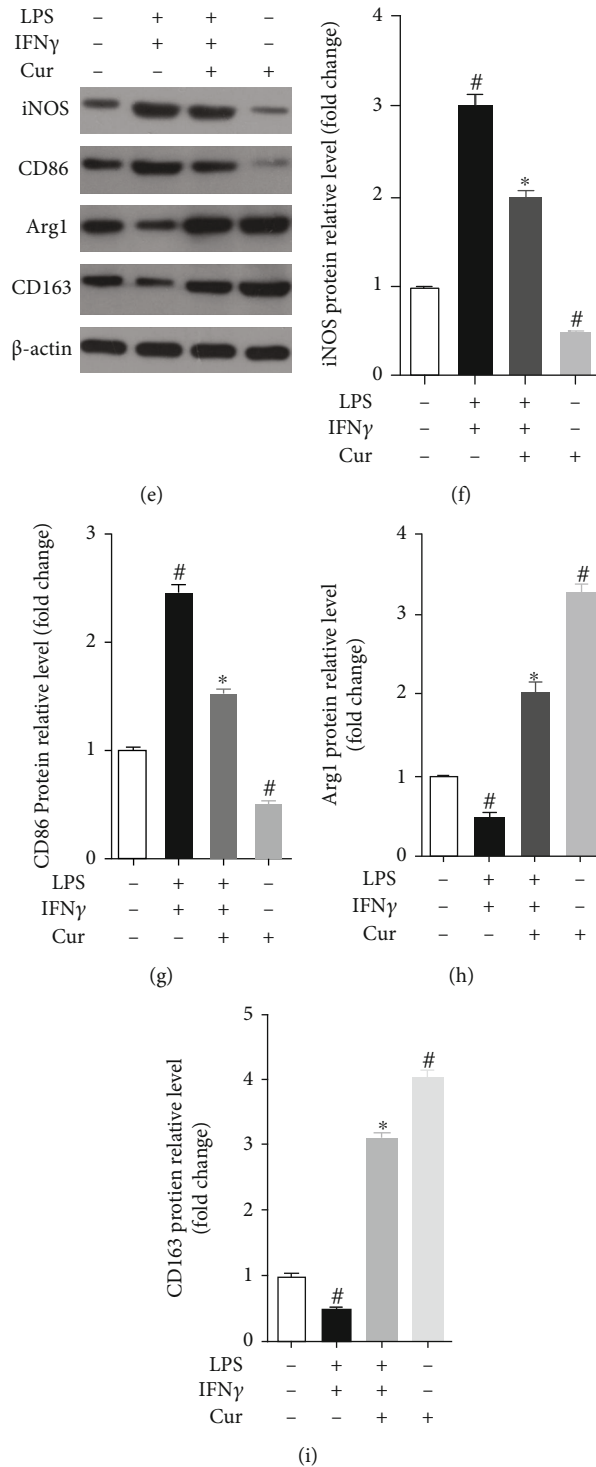 LPS – + + –
IFNγ – + + –
Cur – – + +
iNOS
CD86
Arg1
CD163
β-actin
(e)
iNOS protein relative level (fold change)
4
3
2
1
0
#
*
#
LPS – + + –
IFNγ – + + –
Cur – – + +
(f)
CD86 Protein relative level (fold change)
3
2
1
0
#
*
#
LPS – + + –
IFNγ – + + –
Cur – – + +
(g)
Arg1 protein relative level
(fold change)
4
3
2
1
0
#
*
#
LPS – + + –
IFNγ – + + –
Cur – – + +
(h)
CD163 protien relative level
(fold change)
5
4
3
2
1
0
#
*
#
LPS – + + –
IFNγ – + + –
Cur – – + +
(i)